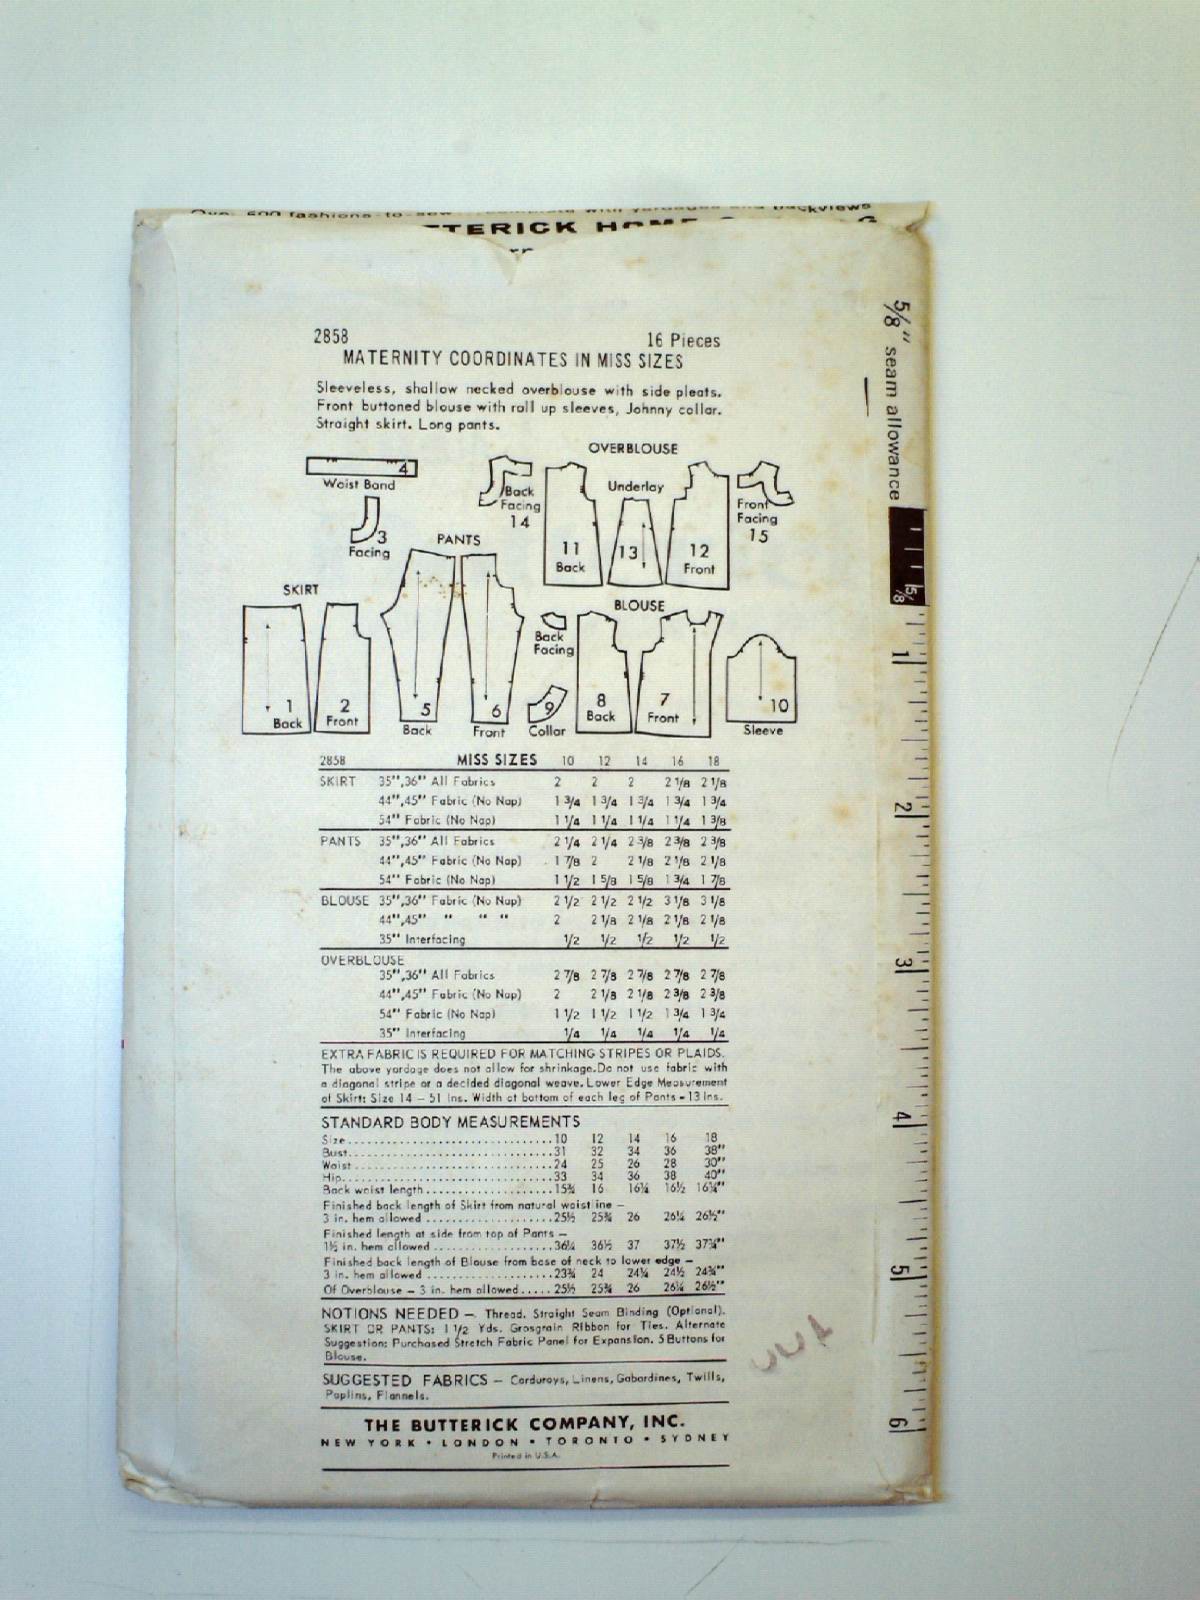 600 fashions-to-sew with yardages and backviews
2858 16 Pieces
MATERNITY COORDINATES IN MISS SIZES
Sleeveless, shallow necked overblouse with side pleats.
Front buttoned blouse with roll up sleeves, Johnny collar.
Straight skirt. Long pants.
OVERBLOUSE
4
Waist Band
Back
Facing
14
Underlay
Front
Facing
15
3
Facing
PANTS
11
Back
13
12
Front
SKIRT
BLOUSE
Back
Facing
1
Back
2
Front
5
Back
6
Front
9
Collar
8
Back
7
Front
10
Sleeve
2858 MISS SIZES 10 12 14 16 18
SKIRT 35",36" All Fabrics 2 2 2 2 1/8 2 1/8
44",45" Fabric (No Nap) 1 3/4 1 3/4 1 3/4 1 3/4 1 3/4
54" Fabric (No Nap) 1 1/4 1 1/4 1 1/4 1 1/4 1 3/8
PANTS 35",36" All Fabrics 2 1/4 2 1/4 2 3/8 2 3/8 2 3/8
44",45" Fabric (No Nap) 1 7/8 2 2 1/8 2 1/8 2 1/8
54" Fabric (No Nap) 1 1/2 1 5/8 1 5/8 1 3/4 1 7/8
BLOUSE 35",36" Fabric (No Nap) 2 1/2 2 1/2 2 1/2 3 1/8 3 1/8
44",45" " " " 2 2 1/8 2 1/8 2 1/8 2 1/8
35" Interfacing 1/2 1/2 1/2 1/2 1/2
OVERBLOUSE
35",36" All Fabrics 2 7/8 2 7/8 2 7/8 2 7/8 2 7/8
44",45" Fabric (No Nap) 2 2 1/8 2 1/8 2 3/8 2 3/8
54" Fabric (No Nap) 1 1/2 1 1/2 1 1/2 1 3/4 1 3/4
35" Interfacing 1/4 1/4 1/4 1/4 1/4
EXTRA FABRIC IS REQUIRED FOR MATCHING STRIPES OR PLAIDS.
The above yardage does not allow for shrinkage. Do not use fabric with
a diagonal stripe or a decided diagonal weave. Lower Edge Measurement
of Skirt: Size 14 – 51 Ins. Width at bottom of each leg of Pants – 13 Ins.
STANDARD BODY MEASUREMENTS
Size 10 12 14 16 18
Bust 31 32 34 36 38"
Waist 24 25 26 28 30"
Hip 33 34 36 38 40"
Back waist length 15¾ 16 16¼ 16½ 16¾"
Finished back length of Skirt from natural waistline –
3 in. hem allowed 25½ 25¾ 26 26¼ 26½"
Finished length at side from top of Pants –
1½ in. hem allowed 36¼ 36½ 37 37½ 37¾"
Finished back length of Blouse from base of neck to lower edge –
3 in. hem allowed 23¾ 24 24¼ 24½ 24¾"
Of Overblouse – 3 in. hem allowed 25½ 25¾ 26 26¼ 26½"
NOTIONS NEEDED –. Thread. Straight Seam Binding (Optional).
SKIRT OR PANTS: 1 1/2 Yds. Grosgrain Ribbon for Ties. Alternate
Suggestion: Purchased Stretch Fabric Panel for Expansion. 5 Buttons for
Blouse.
SUGGESTED FABRICS – Corduroys, Linens, Gabardines, Twills,
Poplins, Flannels.
THE BUTTERICK COMPANY, INC.
NEW YORK • LONDON • TORONTO • SYDNEY
Printed in U.S.A.
5/8" seam allowance
5/8
1
2
3
4
5
6